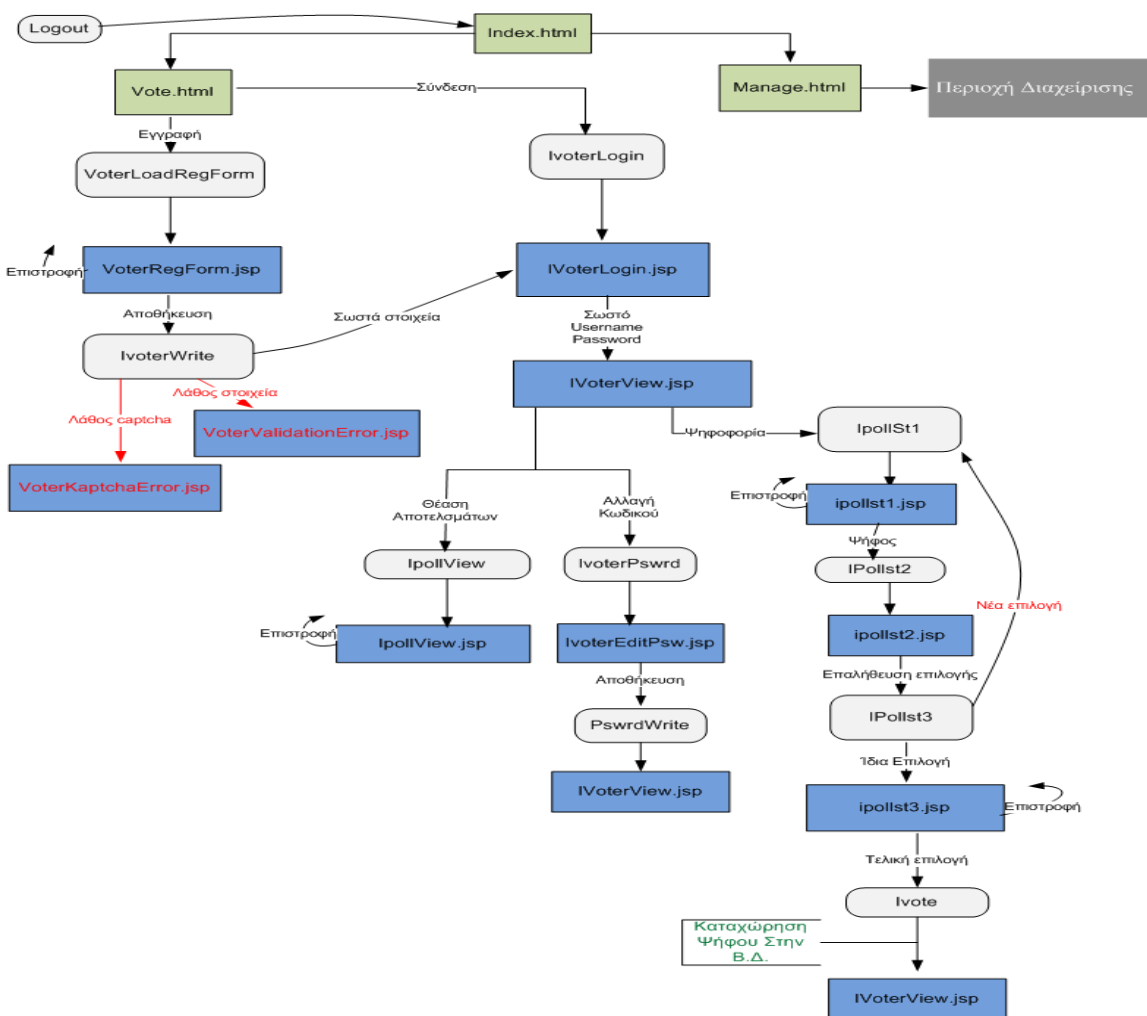 Logout
Index.html
Vote.html
Σύνδεση
Manage.html
Περιοχή Διαχείρισης
Εγγραφή
IvoterLogin
VoterLoadRegForm
Επιστροφή
VoterRegForm.jsp
IVoterLogin.jsp
Αποθήκευση
Σωστά στοιχεία
Σωστό
Username
Password
IvoterWrite
IVoterView.jsp
Λάθος στοιχεία
Λάθος captcha
VoterValidationError.jsp
Ψηφοφορία
IpollSt1
VoterKaptchaError.jsp
Επιστροφή
ipollst1.jsp
Θέαση
Αποτελσμάτων
Αλλαγή
Κωδικού
Ψήφος
IpollView
IvoterPswrd
IPollst2
Νέα επιλογή
Επιστροφή
IpollView.jsp
IvoterEditPsw.jsp
ipollst2.jsp
Αποθήκευση
Επαλήθευση επιλογής
PswrdWrite
IPollst3
Ίδια Επιλογή
IVoterView.jsp
ipollst3.jsp
Επιστροφή
Τελική επιλογή
Ivote
Καταχώρηση
Ψήφου Στην
Β.Δ.
IVoterView.jsp